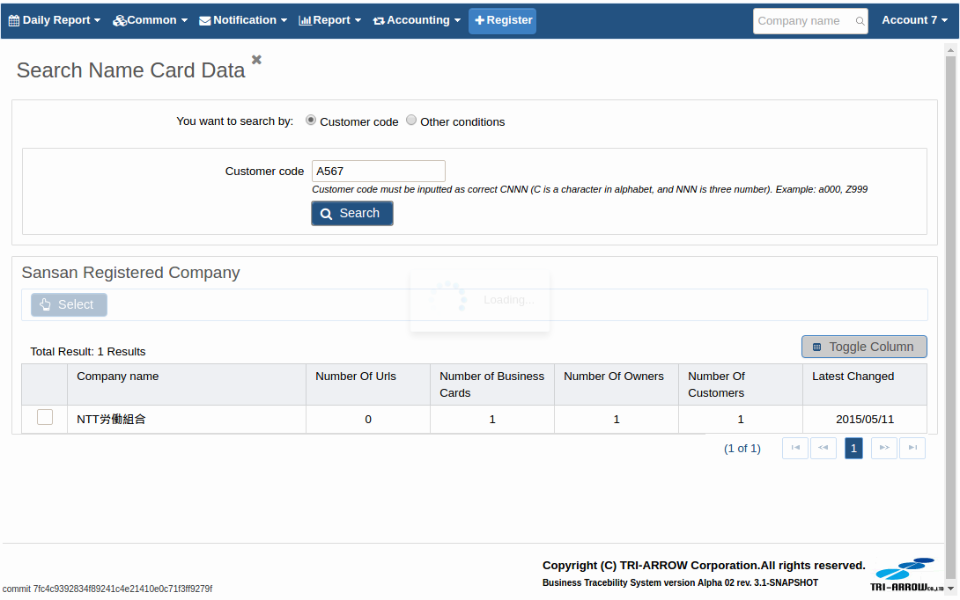 Daily Report Common Notification Report Accounting Register Company name Account 7
Search Name Card Data
You want to search by: Customer code Other conditions
Customer code A567
Customer code must be inputted as correct CNNN (C is a character in alphabet, and NNN is three number). Example: a000, Z999
Search
Sansan Registered Company
Select
Loading...
Total Result: 1 Results
Toggle Column
Company name Number Of Urls Number of Business Cards Number Of Owners Number Of Customers Latest Changed
NTT労働組合 0 1 1 1 2015/05/11
(1 of 1) 1
Copyright (C) TRI-ARROW Corporation.All rights reserved.
Business Tracebility System version Alpha 02 rev. 3.1-SNAPSHOT
TRI-ARROW CO.,LTD
commit 7fc4c9392834f89241c4e21410e0c71f3ff9279f